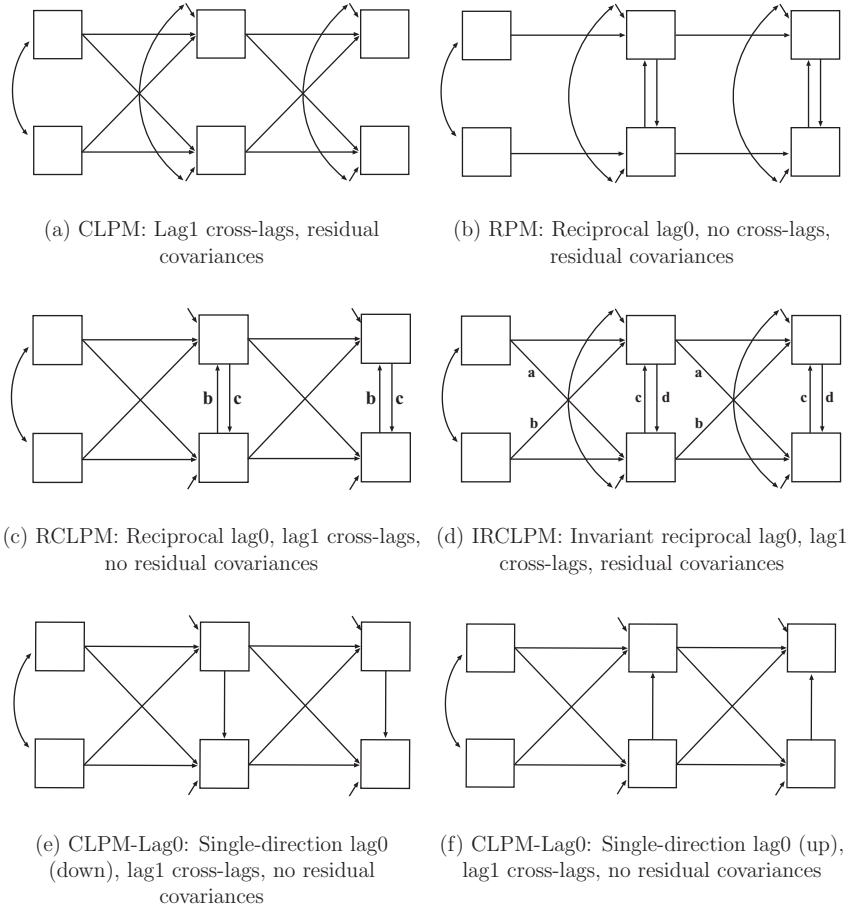 (a) CLPM: Lag1 cross-lags, residual
covariances
(b) RPM: Reciprocal lag0, no cross-lags,
residual covariances
b
c
b
c
(c) RCLPM: Reciprocal lag0, lag1 cross-lags,
no residual covariances
a
b
c
d
a
b
c
d
(d) IRCLPM: Invariant reciprocal lag0, lag1
cross-lags, residual covariances
(e) CLPM-Lag0: Single-direction lag0
(down), lag1 cross-lags, no residual
covariances
(f) CLPM-Lag0: Single-direction lag0 (up),
lag1 cross-lags, no residual covariances